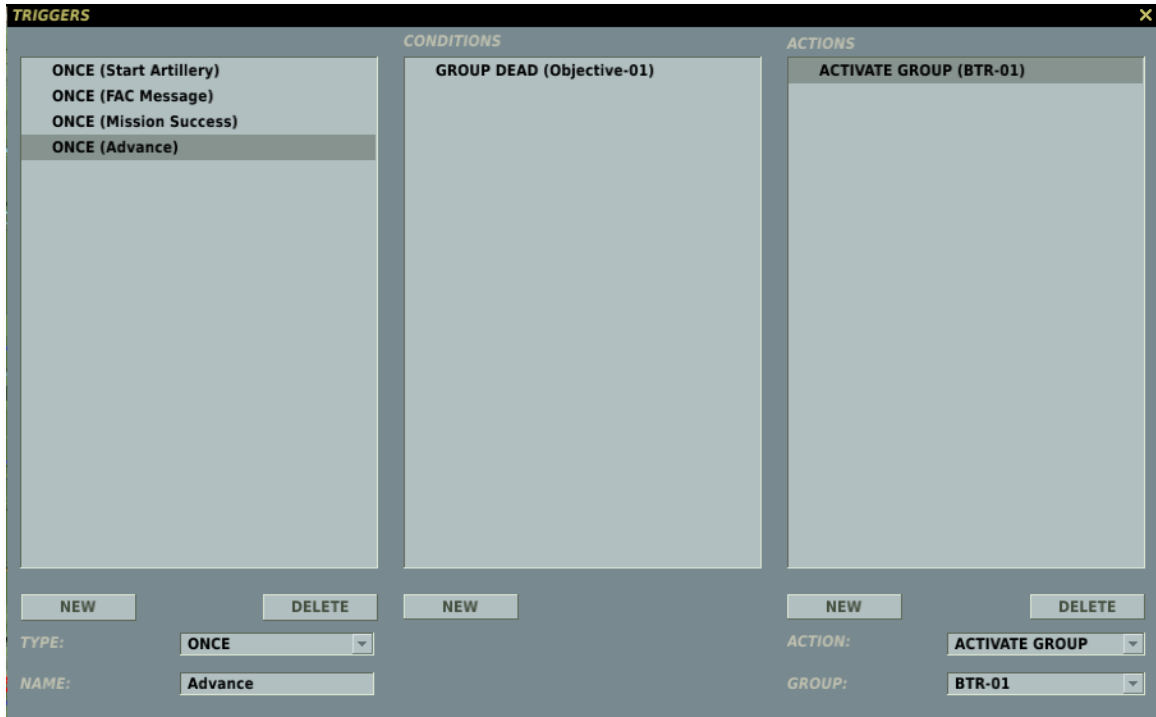 TRIGGERS
CONDITIONS
ACTIONS
ONCE (Start Artillery)
ONCE (FAC Message)
ONCE (Mission Success)
ONCE (Advance)
GROUP DEAD (Objective-01)
ACTIVATE GROUP (BTR-01)
NEW
DELETE
NEW
NEW
DELETE
TYPE:
ONCE
ACTION:
ACTIVATE GROUP
NAME:
Advance
GROUP:
BTR-01